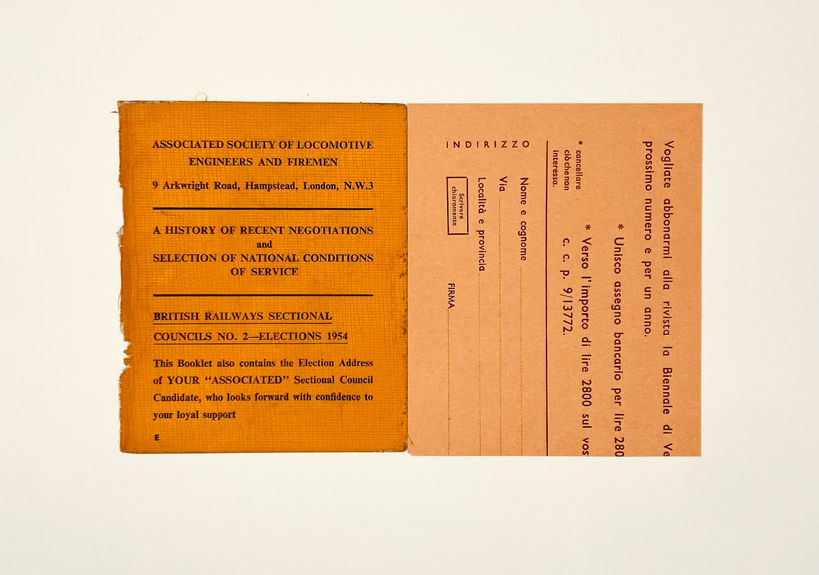 ASSOCIATED SOCIETY OF LOCOMOTIVE
ENGINEERS AND FIREMEN
9 Arkwright Road, Hampstead, London, N.W.3
A HISTORY OF RECENT NEGOTIATIONS
and
SELECTION OF NATIONAL CONDITIONS
OF SERVICE
BRITISH RAILWAYS SECTIONAL
COUNCILS NO. 2—ELECTIONS 1954
This Booklet also contains the Election Address
of YOUR “ASSOCIATED” Sectional Council
Candidate, who looks forward with confidence to
your loyal support
E
Vogliate abbonarmi alla rivista la Biennale di Ve
prossimo numero e per un anno.
* Unisco assegno bancario per lire 280
* Verso l'importo di lire 2800 sul vos
c. c. p. 9/13772.
* cancellare
ciò che non
interessa.
INDIRIZZO
Nome e cognome
Via
Località e provincia
Scrivere
chiaramente
FIRMA